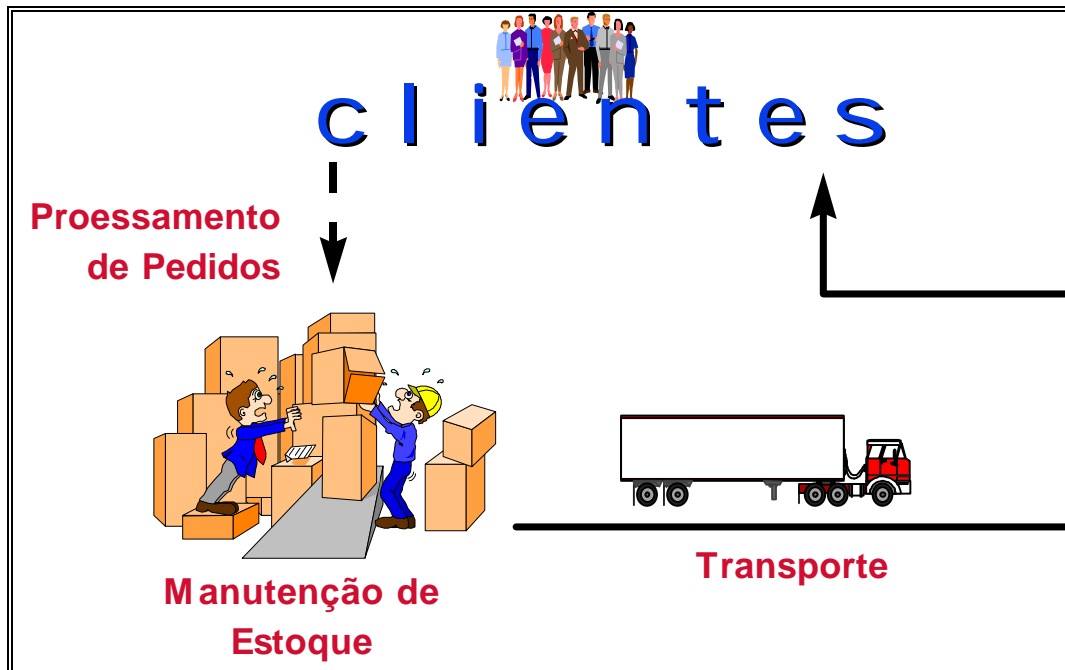 clientes
Proessamento
de Pedidos
Transporte
Manutenção de
Estoque